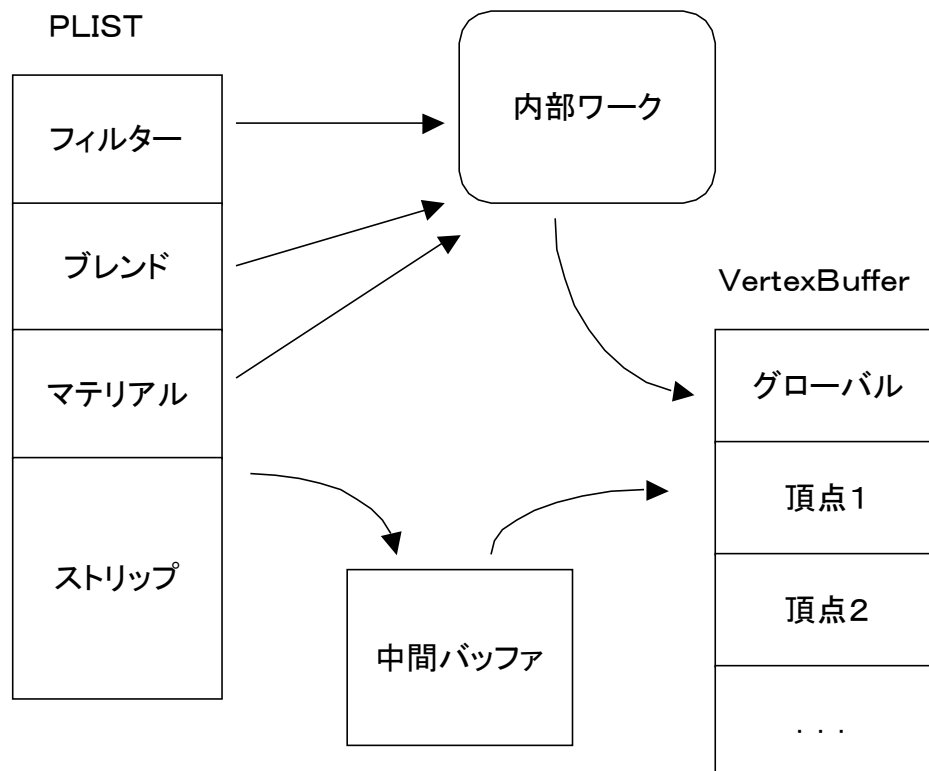 PLIST
フィルター
ブレンド
マテリアル
ストリップ
内部ワーク
中間バッファ
VertexBuffer
グローバル
頂点1
頂点2
...